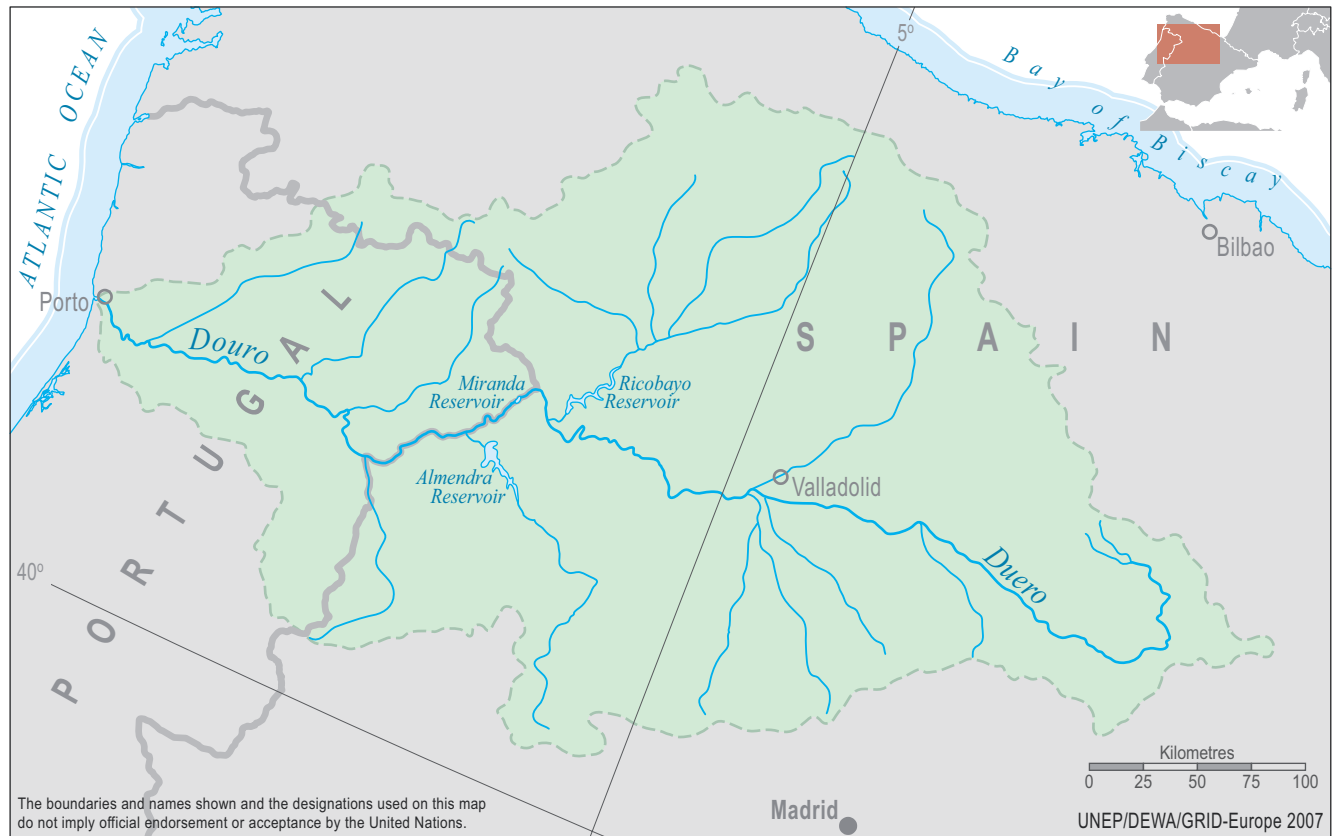 ATLANTIC OCEAN
5º
Bay of Biscay
Bilbao
Porto
Douro
PORTUGAL
SPAIN
Miranda
Reservoir
Ricobayo
Reservoir
Almendra
Reservoir
Valladolid
Duero
40º
Kilometres
0 25 50 75 100
Madrid
The boundaries and names shown and the designations used on this map
do not imply official endorsement or acceptance by the United Nations.
UNEP/DEWA/GRID-Europe 2007